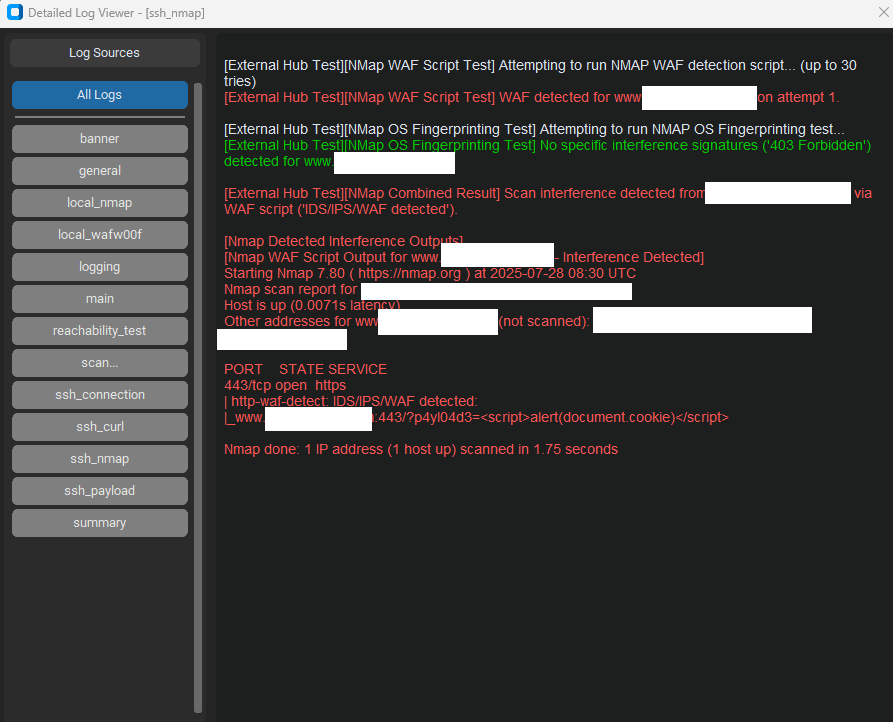 Detailed Log Viewer - [ssh_nmap]
Log Sources
All Logs
banner
general
local_nmap
local_wafw00f
logging
main
reachability_test
scan...
ssh_connection
ssh_curl
ssh_nmap
ssh_payload
summary
[External Hub Test][NMap WAF Script Test] Attempting to run NMAP WAF detection script... (up to 30
tries)
[External Hub Test][NMap WAF Script Test] WAF detected for www on attempt 1.
[External Hub Test][NMap OS Fingerprinting Test] Attempting to run NMAP OS Fingerprinting test...
[External Hub Test][NMap OS Fingerprinting Test] No specific interference signatures ('403 Forbidden')
detected for www.
[External Hub Test][NMap Combined Result] Scan interference detected from via
WAF script ('IDS/IPS/WAF detected').
[Nmap Detected Interference Outputs]
[Nmap WAF Script Output for www. - Interference Detected]
Starting Nmap 7.80 ( https://nmap.org ) at 2025-07-28 08:30 UTC
Nmap scan report for
Host is up (0.0071s latency)
Other addresses for www (not scanned):
PORT STATE SERVICE
443/tcp open https
| http-waf-detect: IDS/IPS/WAF detected:
|_www. :443/?p4yl04d3=<script>alert(document.cookie)</script>
Nmap done: 1 IP address (1 host up) scanned in 1.75 seconds